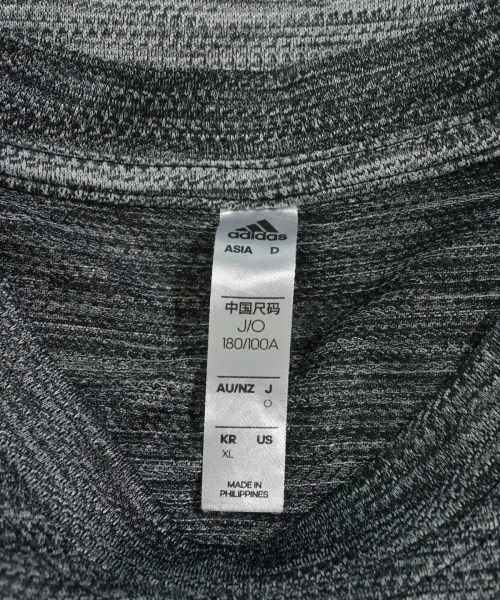 adidas
ASIA D
中国尺码
J/O
180/100A
AU/NZ J
O
KR US
XL
MADE IN
PHILIPPINES